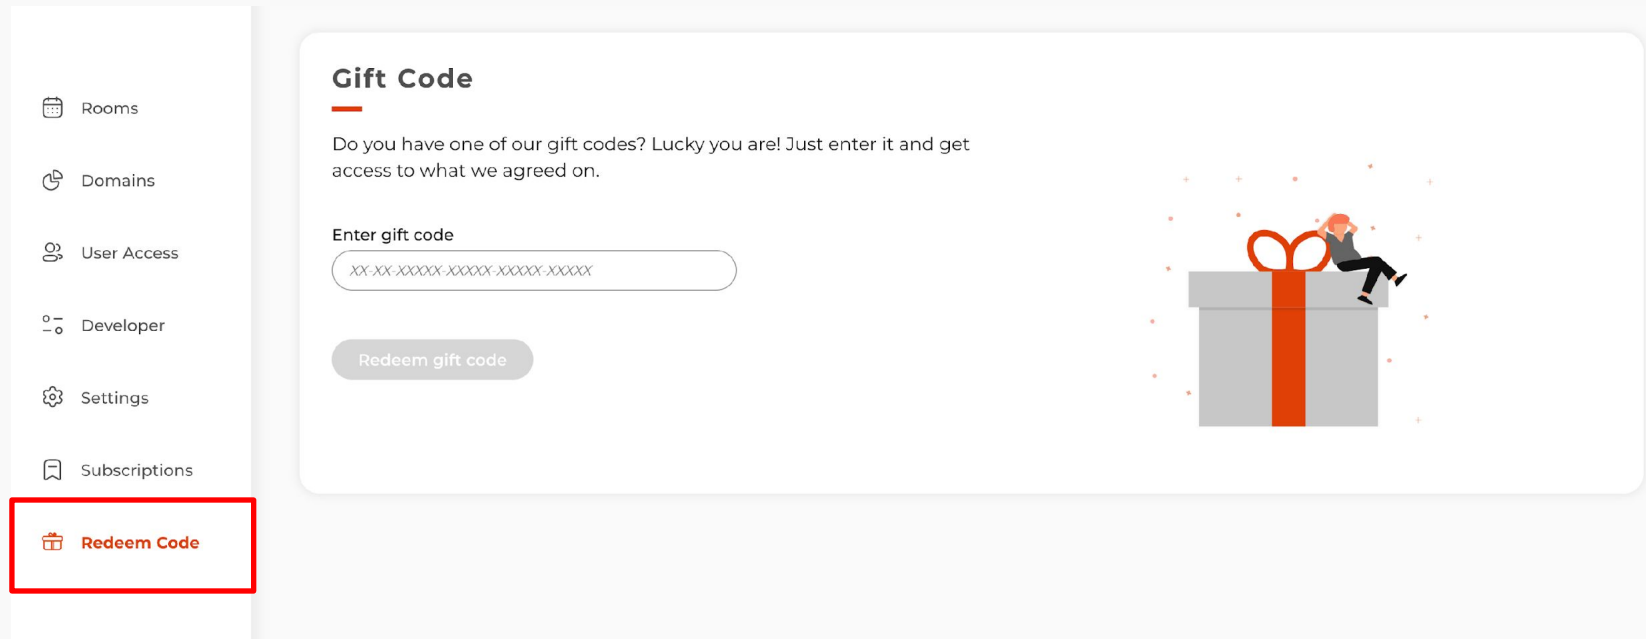 Rooms
Domains
User Access
Developer
Settings
Subscriptions
Redeem Code
Gift Code
Do you have one of our gift codes? Lucky you are! Just enter it and get
access to what we agreed on.
Enter gift code
XX-XX-XXXXX-XXXXX-XXXXX-XXXXX
Redeem gift code